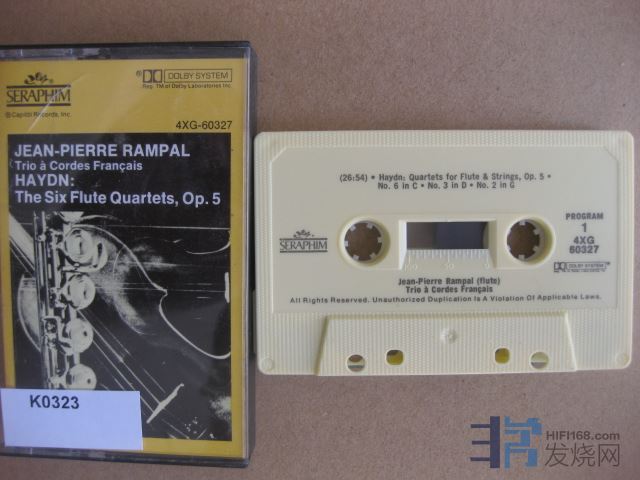 SERAPHIM
© Capitol Records, Inc.
DOLBY SYSTEM
Reg. TM of Dolby Laboratories Inc.
4XG-60327
JEAN-PIERRE RAMPAL
Trio à Cordes Français
HAYDN:
The Six Flute Quartets, Op. 5
K0323
(26:54) • Haydn: Quartets for Flute & Strings, Op. 5 •
No. 6 in C • No. 3 in D • No. 2 in G
SERAPHIM
PROGRAM
1
4XG
60327
DOLBY SYSTEM
50
Jean-Pierre Rampal (flute)
Trio à Cordes Français
All Rights Reserved. Unauthorized Duplication Is A Violation Of Applicable Laws.
HIFI168.com
发烧网